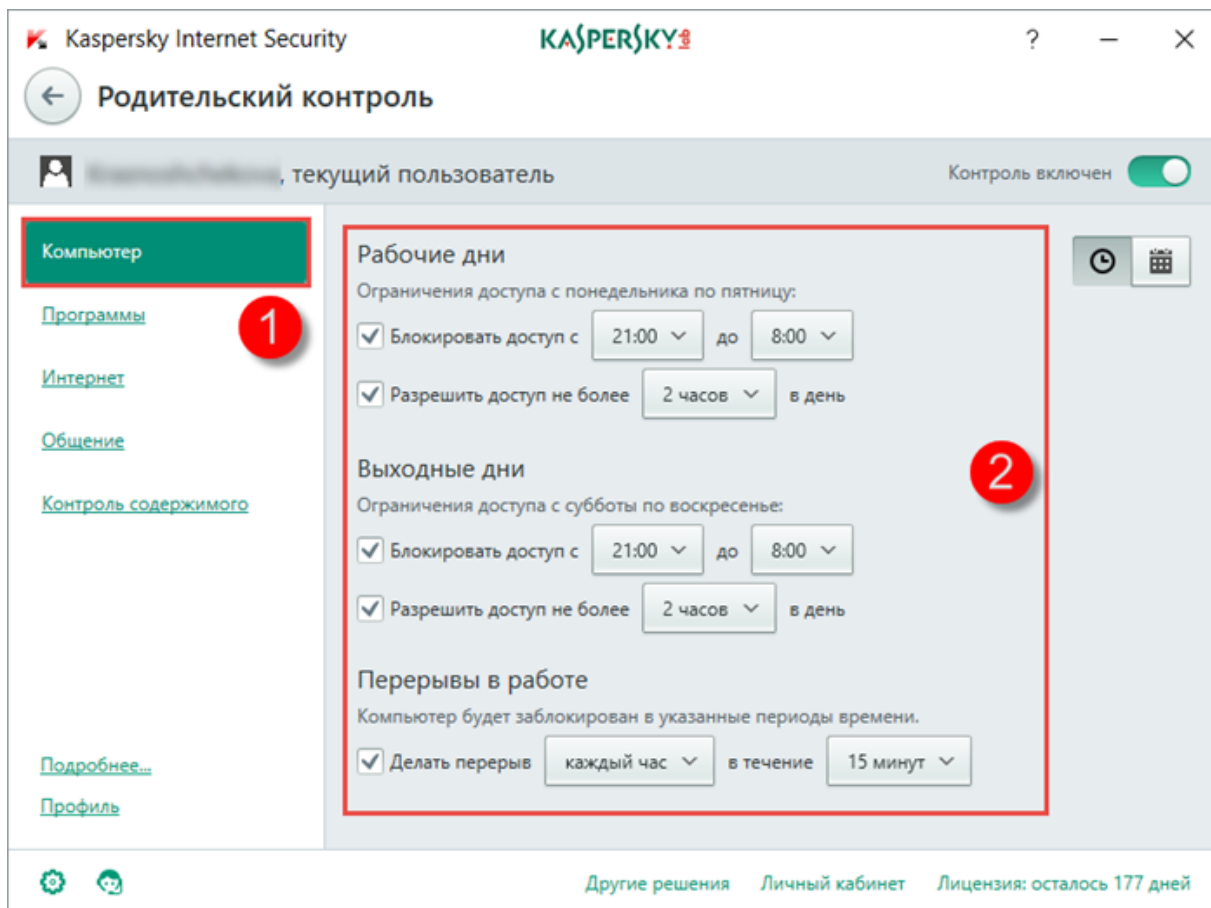 Kaspersky Internet Security
KASPERSKY lab
? — ×
Родительский контроль
, текущий пользователь
Контроль включен
Компьютер
1
Программы
Интернет
Общение
Контроль содержимого
Подробнее...
Профиль
Рабочие дни
Ограничения доступа с понедельника по пятницу:
Блокировать доступ с 21:00 до 8:00
Разрешить доступ не более 2 часов в день
Выходные дни
2
Ограничения доступа с субботы по воскресенье:
Блокировать доступ с 21:00 до 8:00
Разрешить доступ не более 2 часов в день
Перерывы в работе
Компьютер будет заблокирован в указанные периоды времени.
Делать перерыв каждый час в течение 15 минут
Другие решения Личный кабинет Лицензия: осталось 177 дней